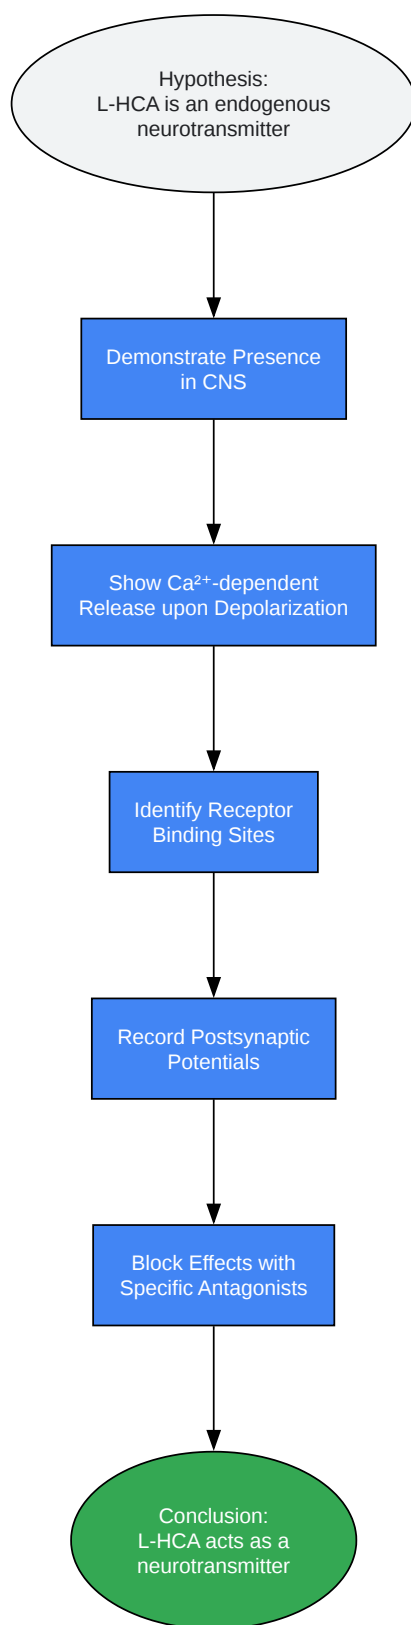 Hypothesis:
L-HCA is an endogenous
neurotransmitter
Demonstrate Presence
in CNS
Show Ca²⁺-dependent
Release upon Depolarization
Identify Receptor
Binding Sites
Record Postsynaptic
Potentials
Block Effects with
Specific Antagonists
Conclusion:
L-HCA acts as a
neurotransmitter